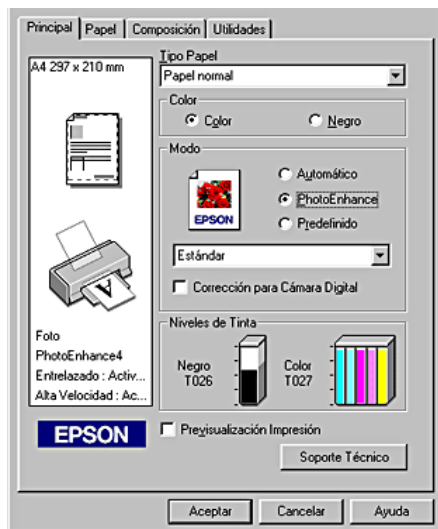 Principal Papel Composición Utilidades
A4 297 x 210 mm
Tipo Papel
Papel normal
Color
Color Negro
Modo
EPSON
Automático
PhotoEnhance
Predefinido
Estándar
Corrección para Cámara Digital
Foto
PhotoEnhance4
Entrelazado : Activ...
Alta Velocidad : Ac...
Niveles de Tinta
Negro
T026
Color
T027
EPSON
Previsualización Impresión
Soporte Técnico
Aceptar Cancelar Ayuda